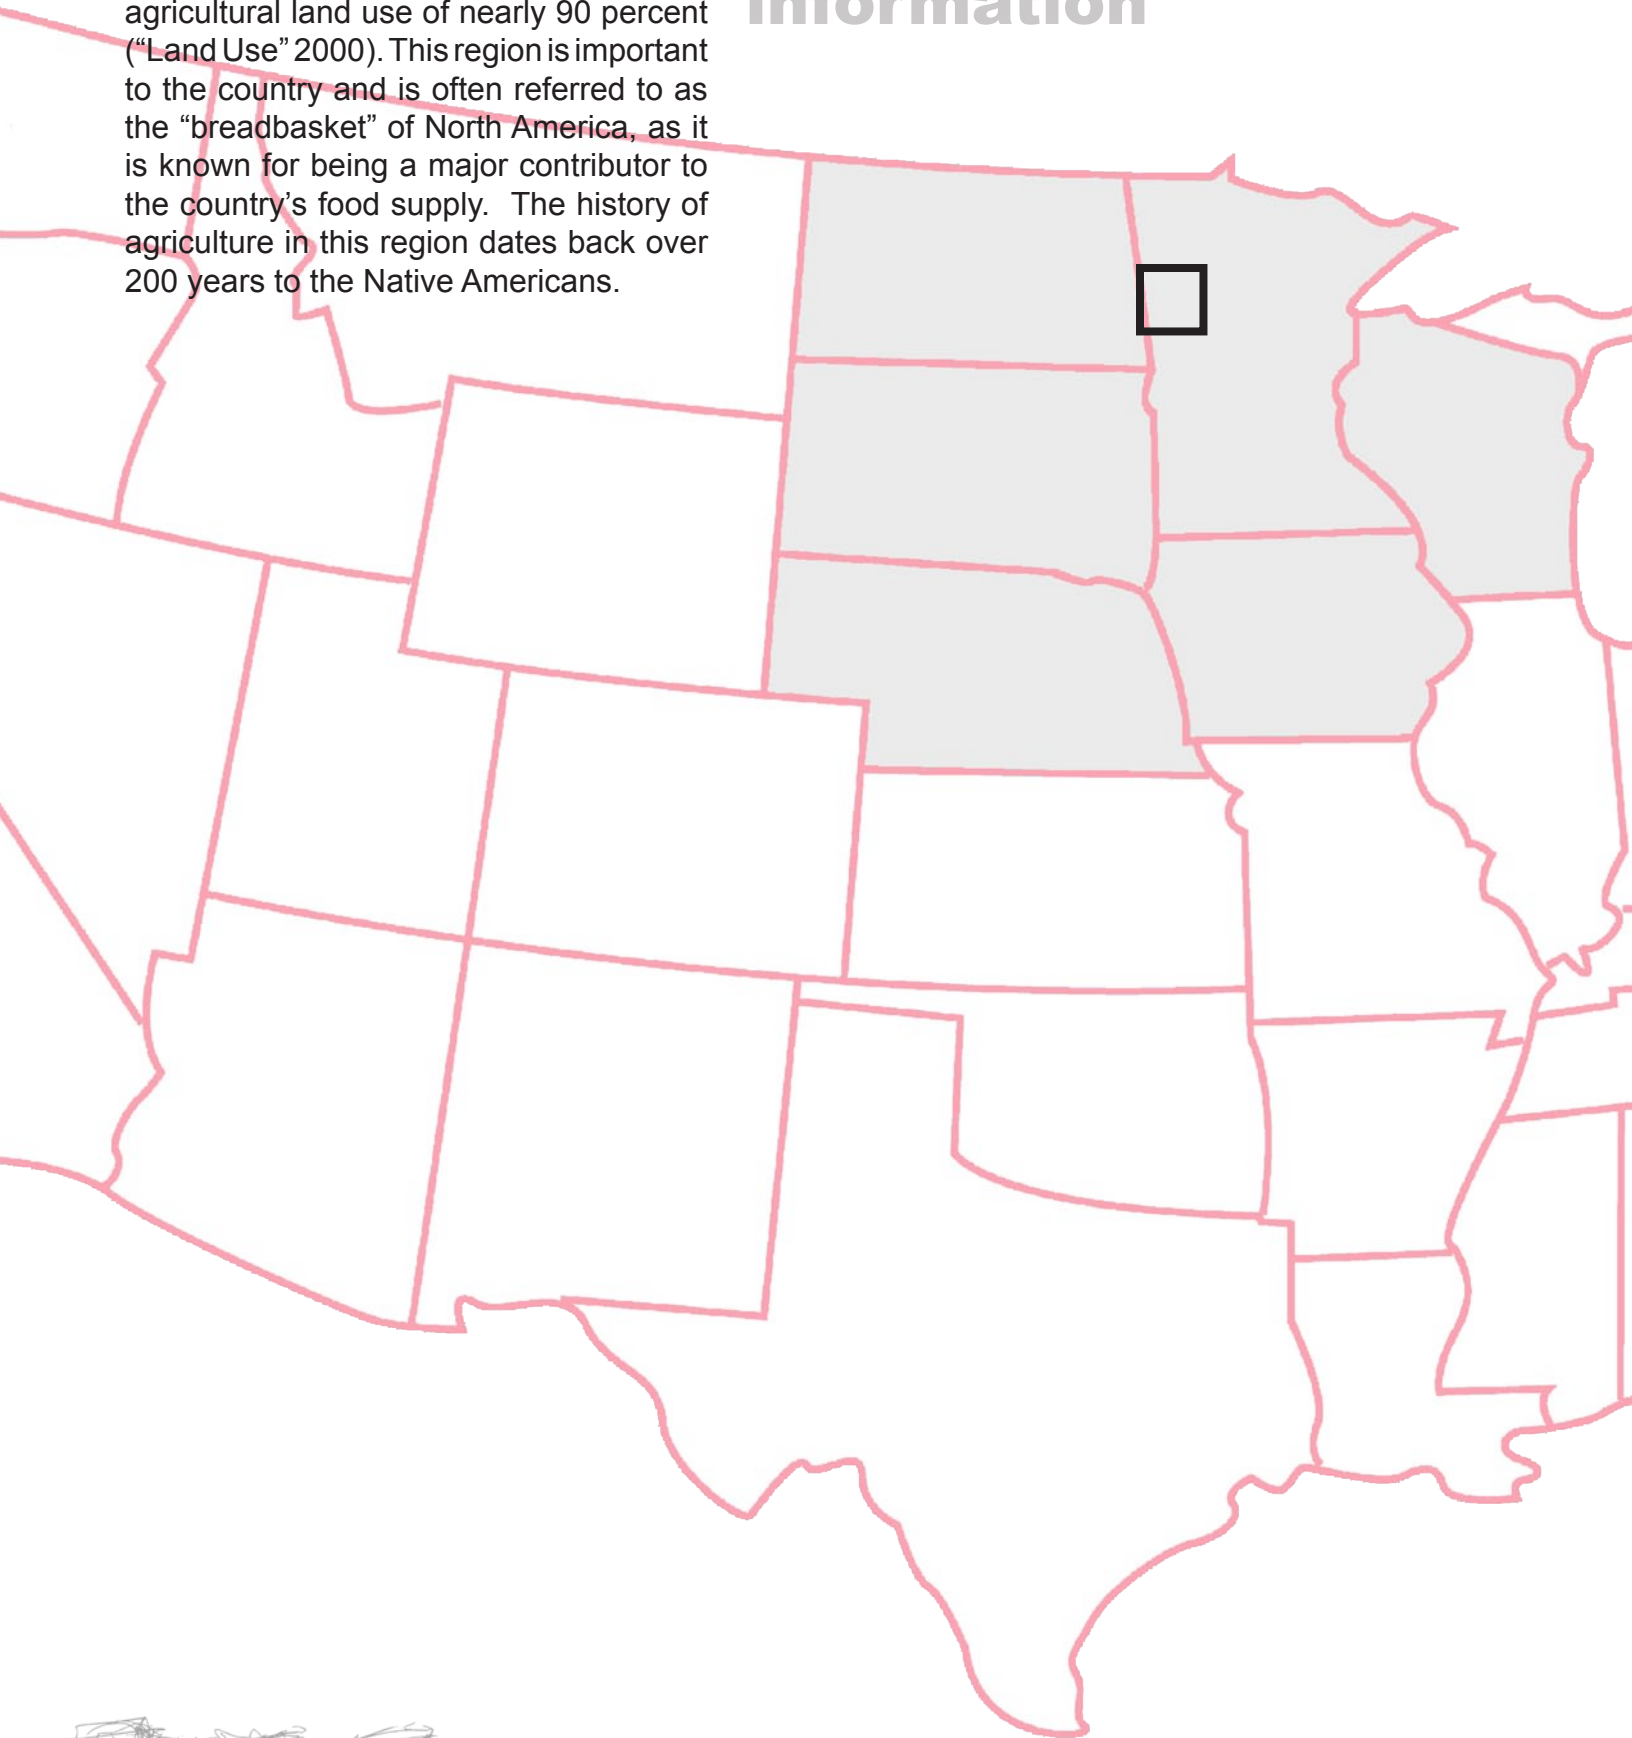 agricultural land use of nearly 90 percent
(“Land Use” 2000). This region is important
to the country and is often referred to as
the “breadbasket” of North America, as it
is known for being a major contributor to
the country’s food supply.  The history of
agriculture in this region dates back over
200 years to the Native Americans.
Information